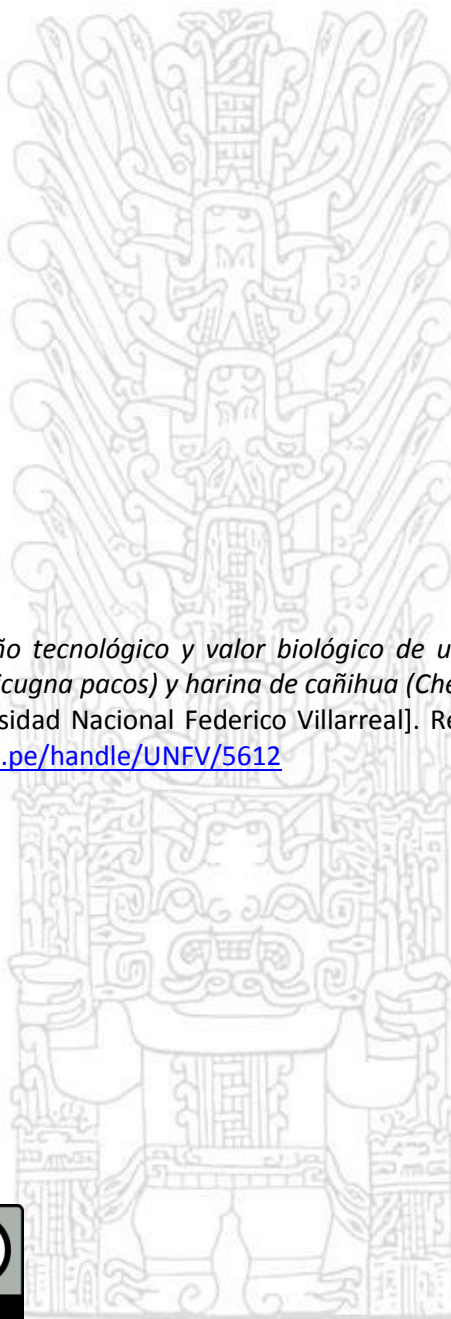 ño tecnológico y valor biológico de u
icugna pacos) y harina de cañihua (Che
sidad Nacional Federico Villarreal]. Re
.pe/handle/UNFV/5612